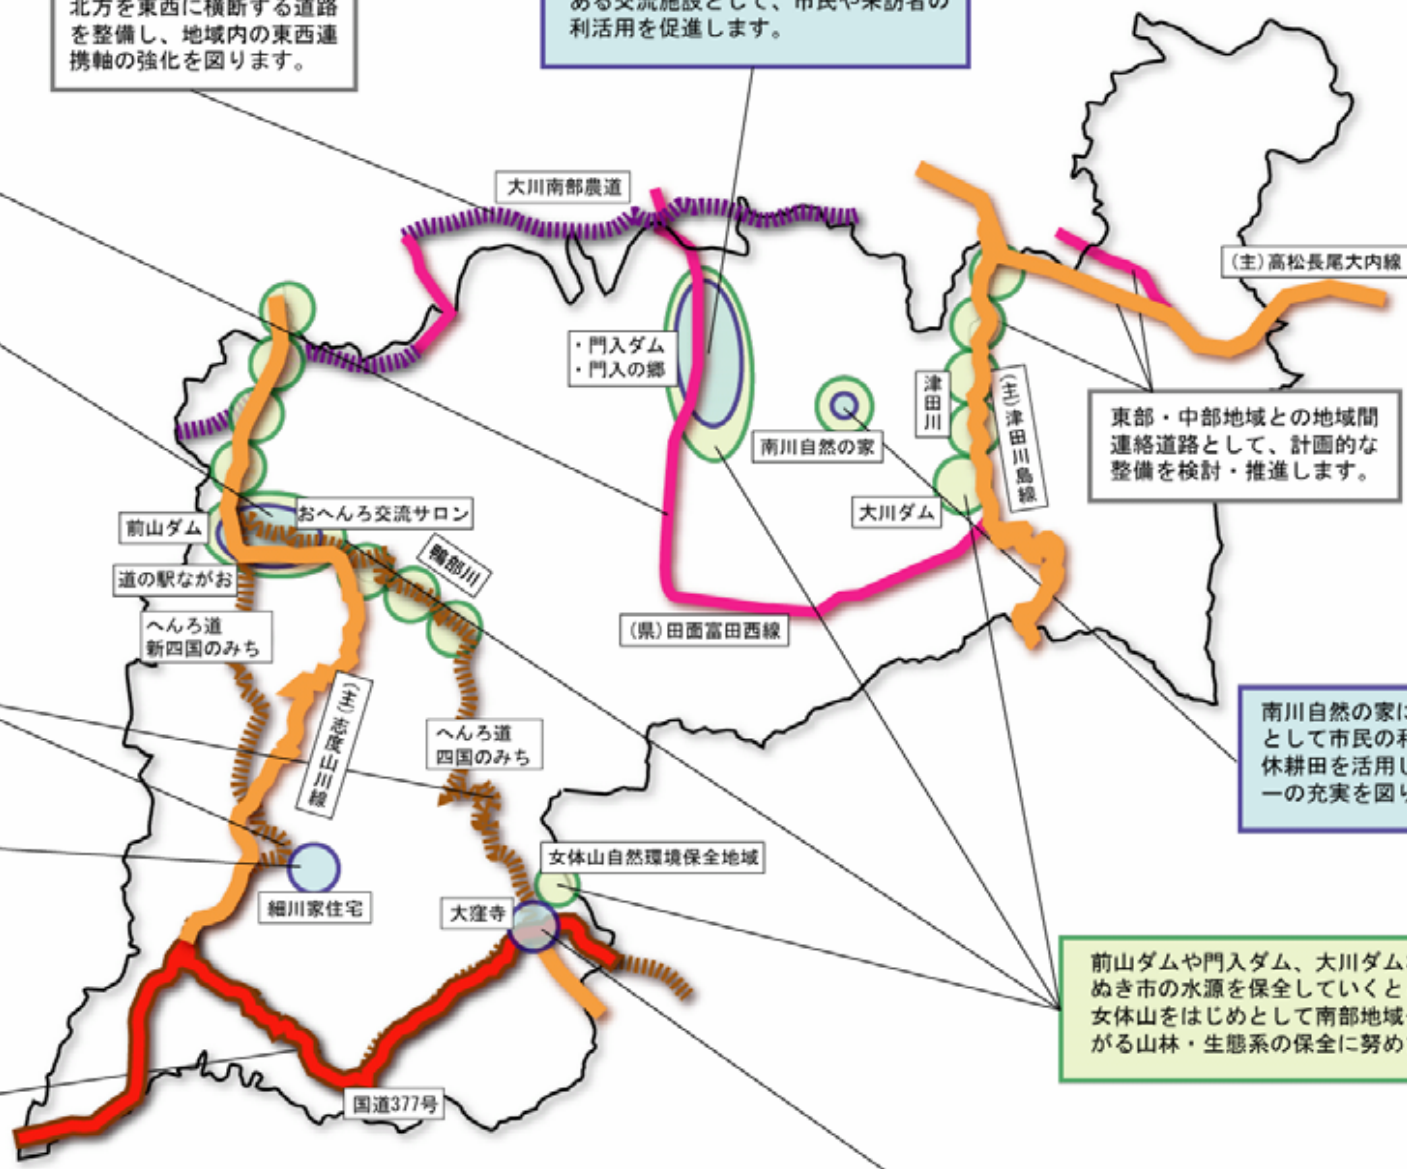 北方を東西に横断する道路
を整備し、地域内の東西連
携軸の強化を図ります。
ある交流施設として、市民や来訪者の
利活用を促進します。
大川南部農道
(主)高松長尾大内線
・門入ダム
・門入の郷
津田川
(主)津田川島線
東部・中部地域との地域間
連絡道路として、計画的な
整備を検討・推進します。
南川自然の家
大川ダム
おへんろ交流サロン
前山ダム
鴨部川
道の駅ながお
へんろ道
新四国のみち
(県)田面富田西線
(主)志度山川線
へんろ道
四国のみち
南川自然の家に
として市民の利
休耕田を活用し
ーの充実を図り
女体山自然環境保全地域
細川家住宅
大窪寺
前山ダムや門入ダム、大川ダム
ぬき市の水源を保全していくと
女体山をはじめとして南部地域
がる山林・生態系の保全に努め
国道377号